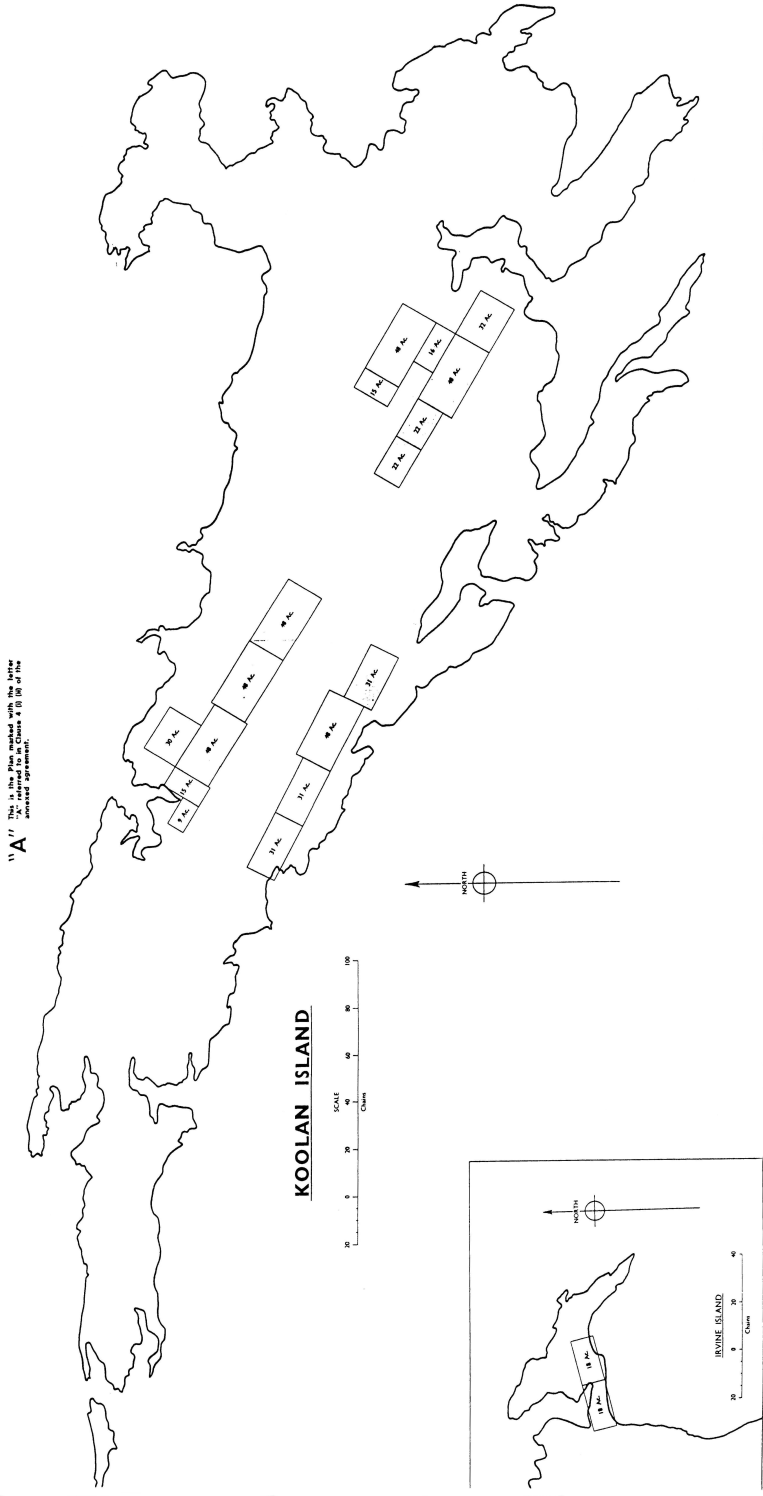 "A" This is the Plan marked with the letter
"A" referred to in Clause 4 (i) (ii) of the
annexed agreement.
48 Ac.
15 Ac.
16 Ac.
32 Ac.
48 Ac.
22 Ac.
22 Ac.
48 Ac.
48 Ac.
30 Ac.
48 Ac.
15 Ac.
9 Ac.
31 Ac.
48 Ac.
31 Ac.
31 Ac.
NORTH
KOOLAN ISLAND
SCALE
20 0 20 40 60 80 100
Chains
NORTH
18 Ac.
18 Ac.
IRVINE ISLAND
20 0 20 40
Chains